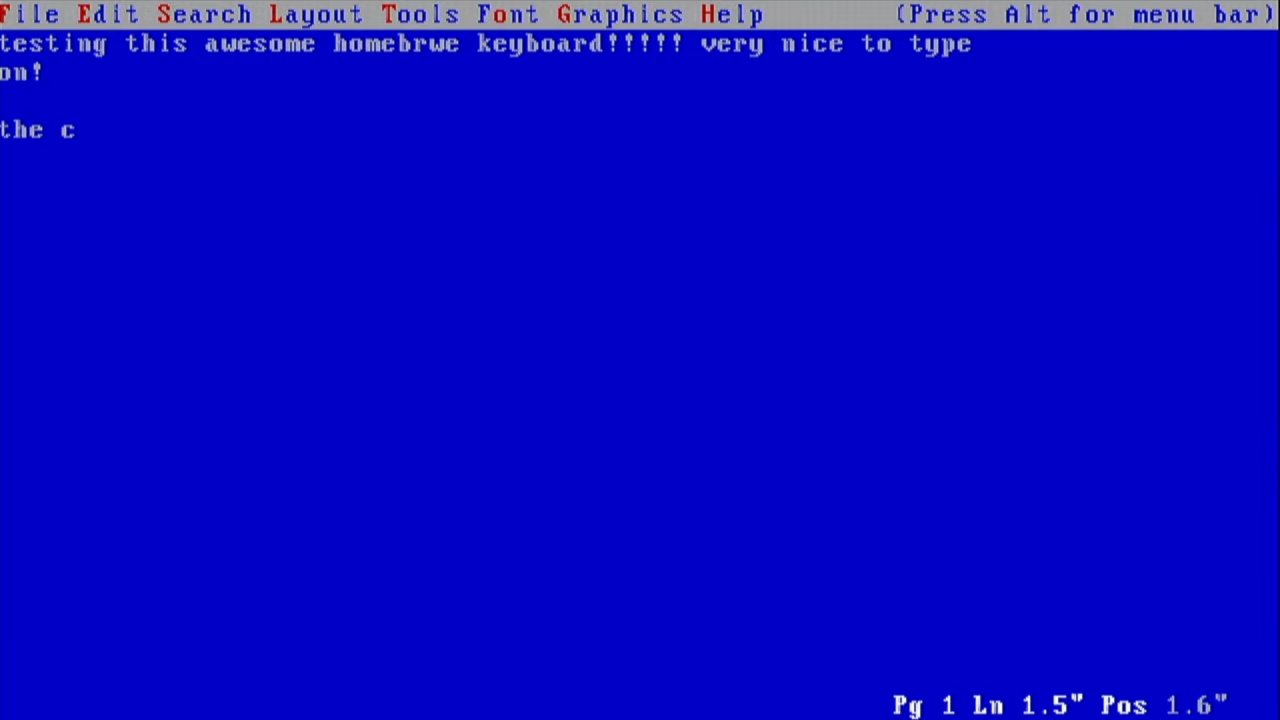 File Edit Search Layout Tools Font Graphics Help (Press Alt for menu bar)
testing this awesome homebrwe keyboard!!!!! very nice to type
on!
the c
Pg 1 Ln 1.5" Pos 1.6"